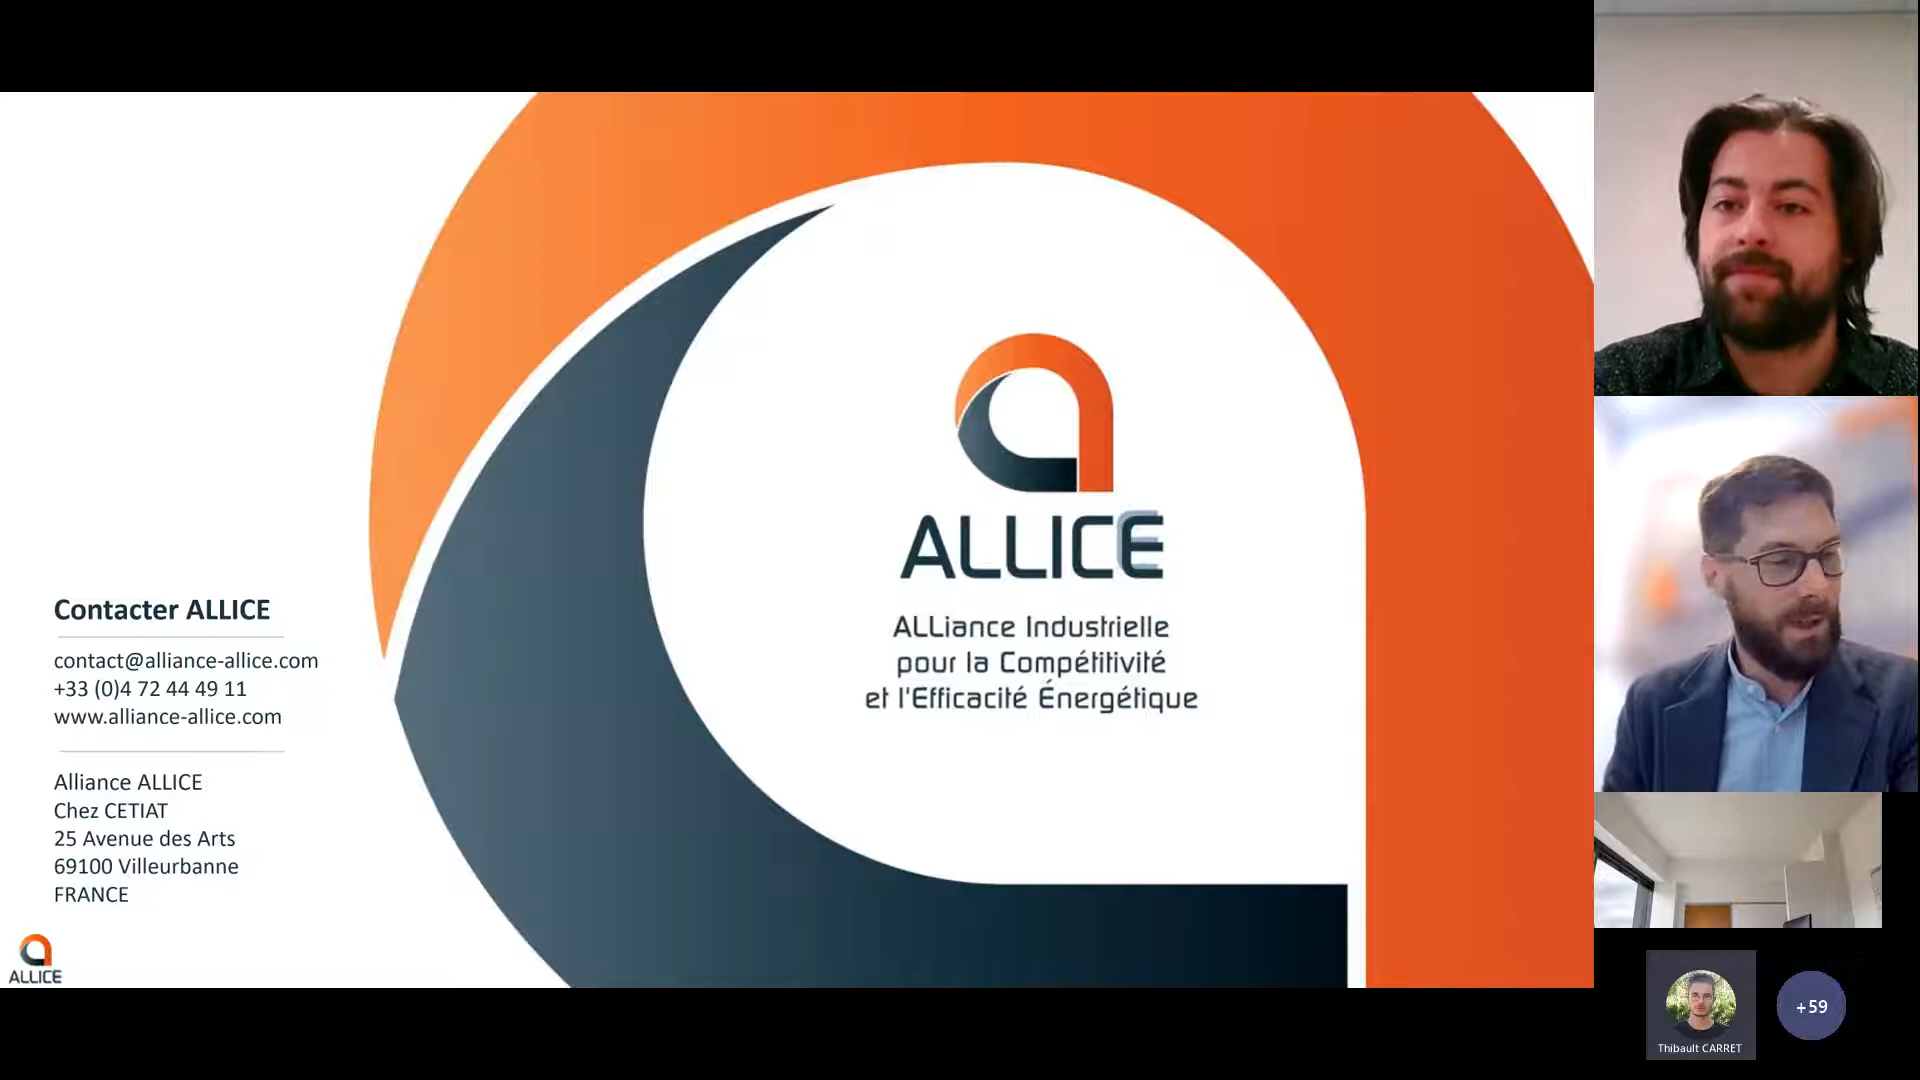 ALLICE
ALLiance Industrielle
pour la Compétitivité
et l'Efficacité Énergétique
Contacter ALLICE
contact@alliance-allice.com
+33 (0)4 72 44 49 11
www.alliance-allice.com
Alliance ALLICE
Chez CETIAT
25 Avenue des Arts
69100 Villeurbanne
FRANCE
ALLICE
Thibault CARRET
+59